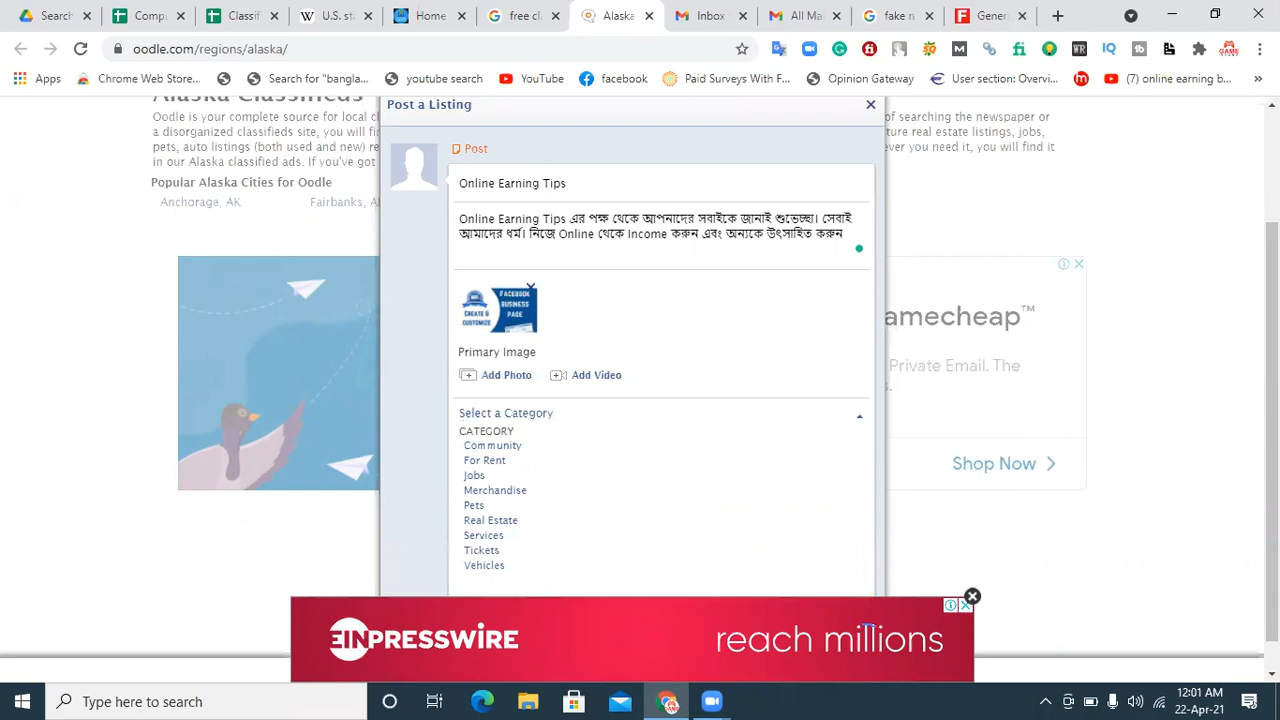 Comp
Classifi
U.S. st
Home
free cl
Alaska
Inbox
All Ma
fake n
Gener
oodle.com/regions/alaska/
Apps
Chrome Web Store...
Search for "bangla...
youtube search
YouTube
facebook
Paid Surveys With F...
Opinion Gateway
User section: Overvi...
(7) online earning b...
Alaska Classifieds
Post a Listing
Oodle is your complete source for local cl
of searching the newspaper or
a disorganized classifieds site, you will fin
ture real estate listings, jobs,
pets, auto listings (both used and new) re
ever you need it, you will find it
in our Alaska classified ads. If you've got
Popular Alaska Cities for Oodle
Anchorage, AK
Fairbanks, A
Post
Online Earning Tips
Online Earning Tips এর পক্ষ থেকে আপনাদের সবাইকে জানাই শুভেচ্ছা। সেবাই
আমাদের ধর্ম। নিজে Online থেকে Income করুন এবং অন্যকে উৎসাহিত করুন
CREATE &
CUSTOMIZE
FACEBOOK
BUSINESS
PAGE
Primary Image
Add Photo
Add Video
Select a Category
CATEGORY
Community
For Rent
Jobs
Merchandise
Pets
Real Estate
Services
Tickets
Vehicles
amecheap™
Private Email. The
s.
Shop Now
EINPRESSWIRE
reach millions
Type here to search
12:01 AM
22-Apr-21